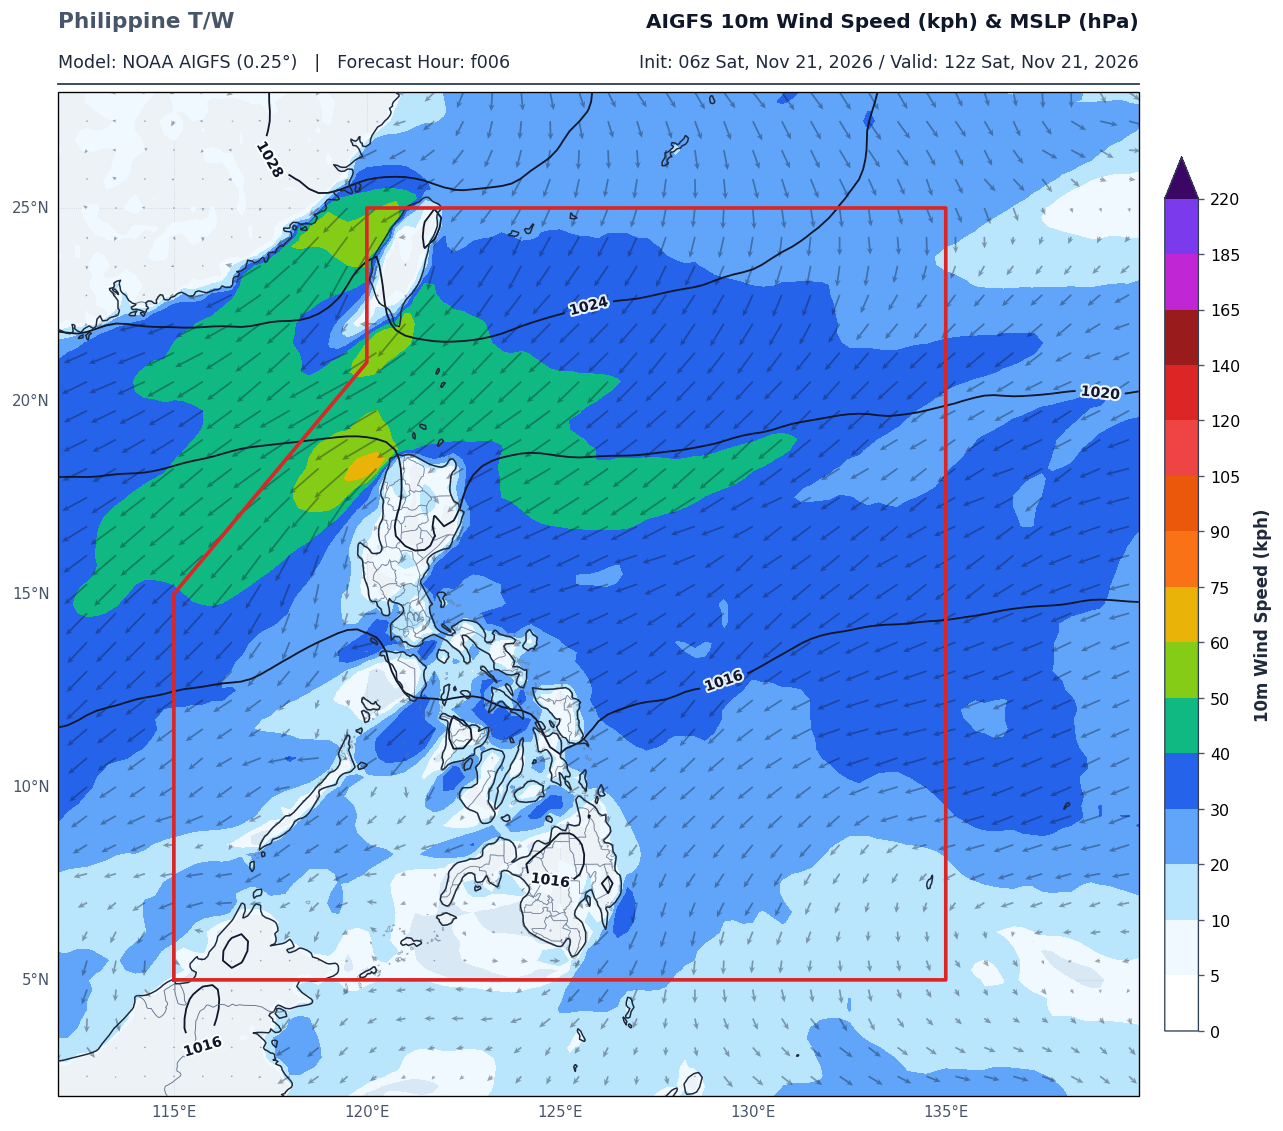 Philippine T/W
AIGFS 10m Wind Speed (kph) & MSLP (hPa)
Model: NOAA AIGFS (0.25°) | Forecast Hour: f006
Init: 06z Sat, Nov 21, 2026 / Valid: 12z Sat, Nov 21, 2026
1028
1024
1020
1016
1016
1016
25°N
20°N
15°N
10°N
5°N
115°E
120°E
125°E
130°E
135°E
220
185
165
140
120
105
90
75
60
50
40
30
20
10
5
0
10m Wind Speed (kph)